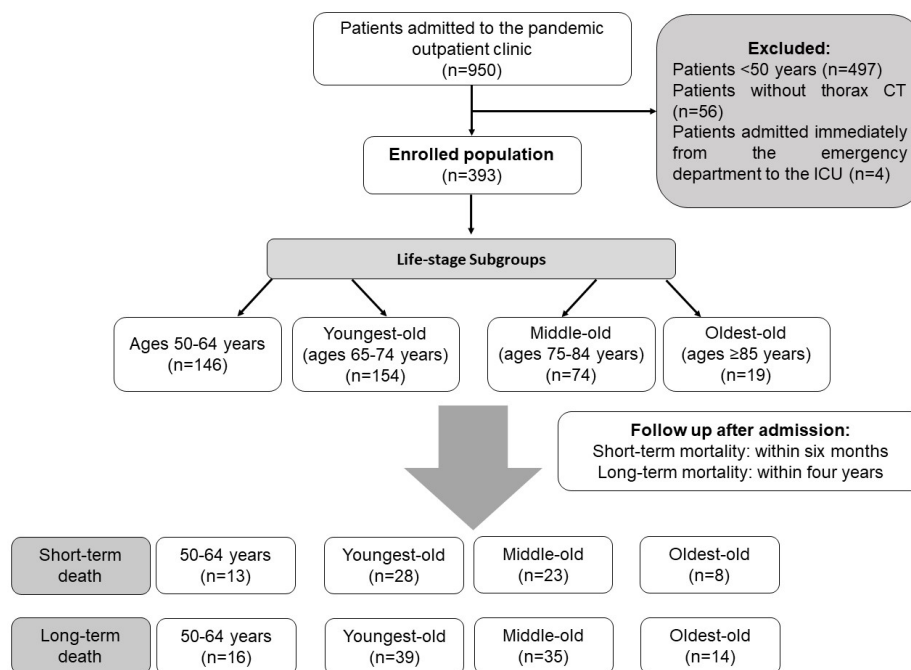 Patients admitted to the pandemic
outpatient clinic
(n=950)
Excluded:
Patients <50 years (n=497)
Patients without thorax CT
(n=56)
Patients admitted immediately
from the emergency
department to the ICU (n=4)
Enrolled population
(n=393)
Life-stage Subgroups
Ages 50-64 years
(n=146)
Youngest-old
(ages 65-74 years)
(n=154)
Middle-old
(ages 75-84 years)
(n=74)
Oldest-old
(ages ≥85 years)
(n=19)
Follow up after admission:
Short-term mortality: within six months
Long-term mortality: within four years
Short-term
death
50-64 years
(n=13)
Youngest-old
(n=28)
Middle-old
(n=23)
Oldest-old
(n=8)
Long-term
death
50-64 years
(n=16)
Youngest-old
(n=39)
Middle-old
(n=35)
Oldest-old
(n=14)